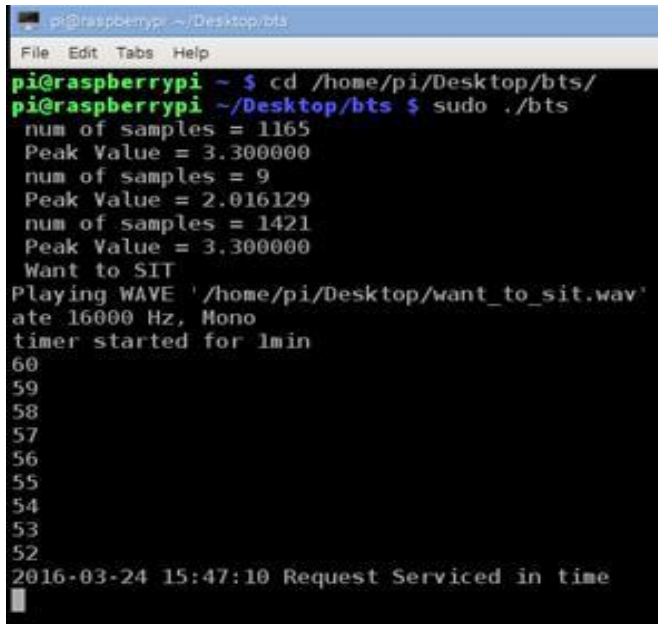 pi@raspberrypi: ~/Desktop/bts
File Edit Tabs Help
pi@raspberrypi ~ $ cd /home/pi/Desktop/bts/
pi@raspberrypi ~/Desktop/bts $ sudo ./bts
num of samples = 1165
Peak Value = 3.300000
num of samples = 9
Peak Value = 2.016129
num of samples = 1421
Peak Value = 3.300000
Want to SIT
Playing WAVE '/home/pi/Desktop/want_to_sit.wav'
ate 16000 Hz, Mono
timer started for 1min
60
59
58
57
56
55
54
53
52
2016-03-24 15:47:10 Request Serviced in time